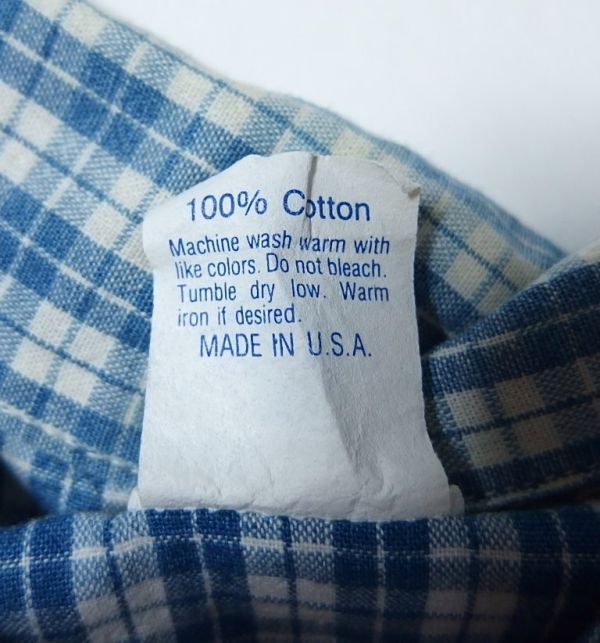 100% Cotton
Machine wash warm with
like colors. Do not bleach.
Tumble dry low. Warm
iron if desired.
MADE IN U.S.A.